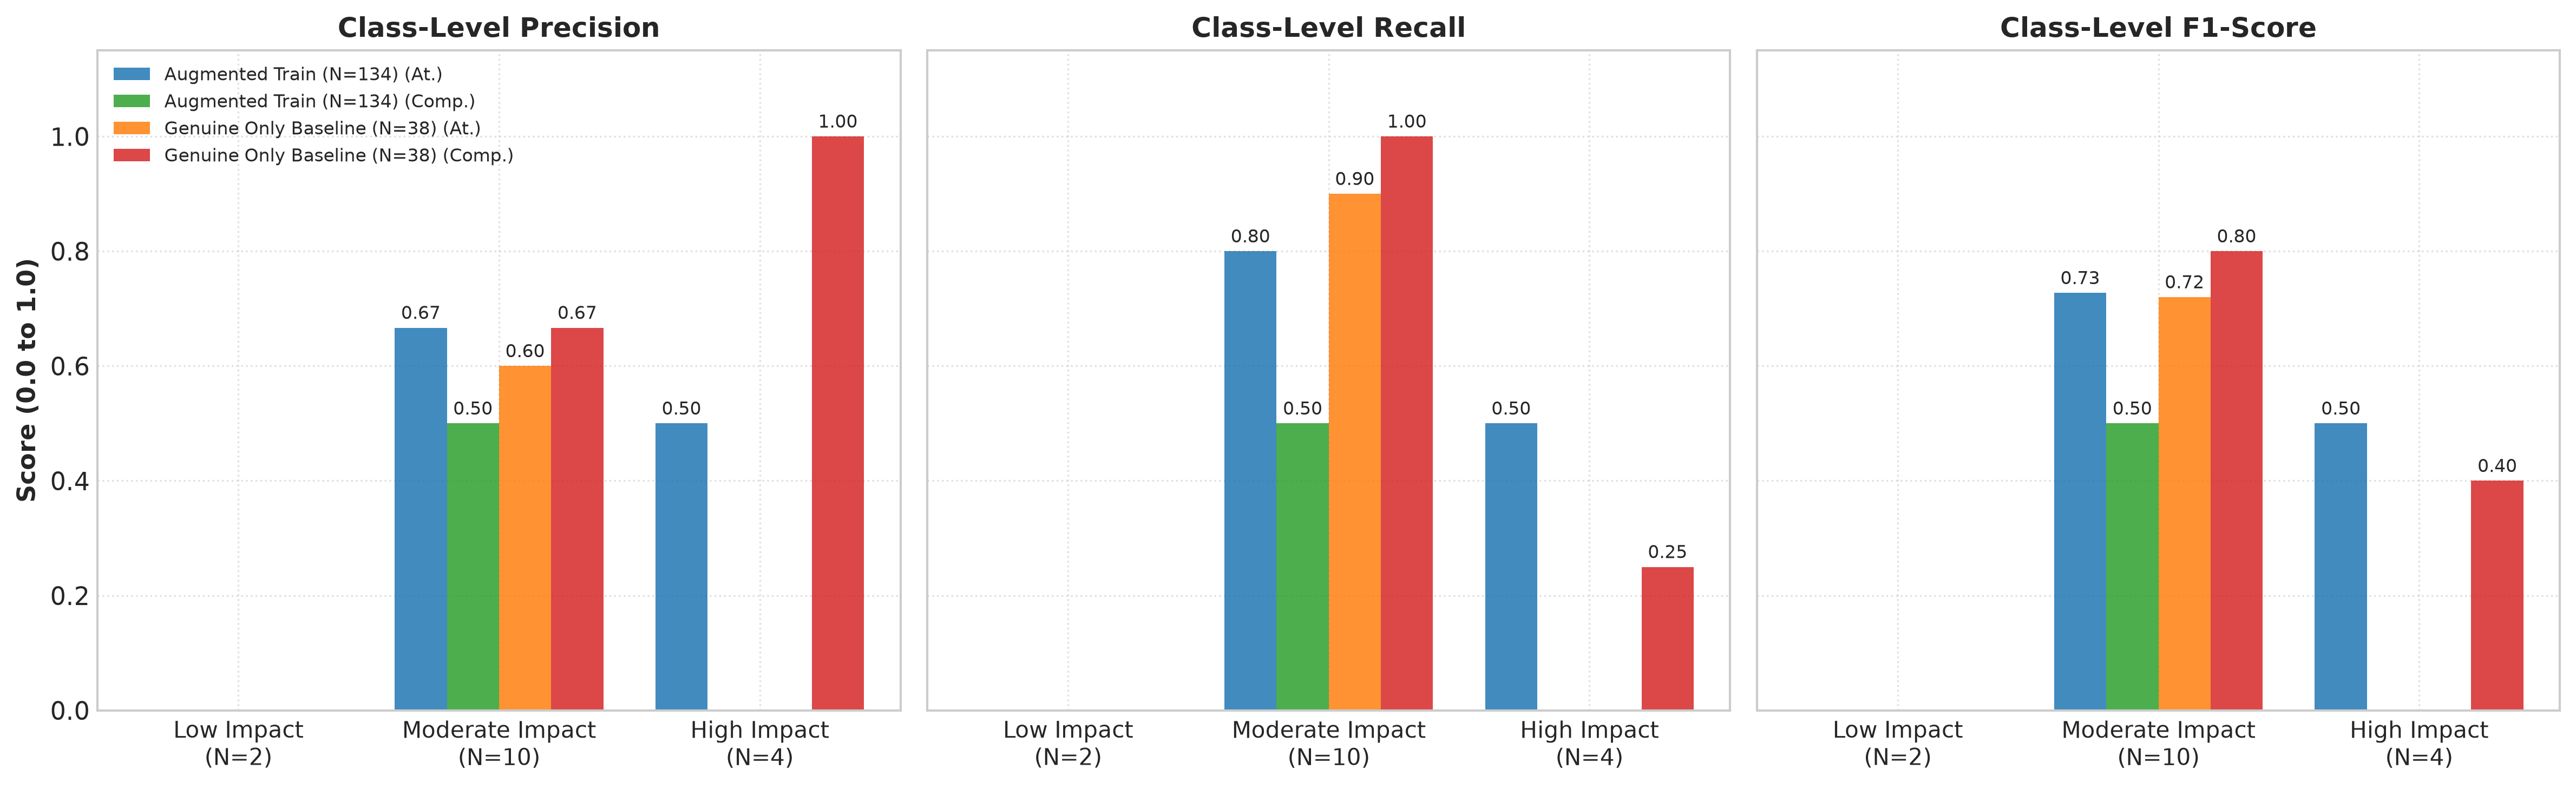 Class-Level Precision
Class-Level Recall
Class-Level F1-Score
Augmented Train (N=134) (At.)
Augmented Train (N=134) (Comp.)
Genuine Only Baseline (N=38) (At.)
Genuine Only Baseline (N=38) (Comp.)
Score (0.0 to 1.0)
1.0
0.8
0.6
0.4
0.2
0.0
0.67
0.50
0.60
0.67
0.50
1.00
Low Impact
(N=2)
Moderate Impact
(N=10)
High Impact
(N=4)
0.80
0.50
0.90
1.00
0.50
0.25
Low Impact
(N=2)
Moderate Impact
(N=10)
High Impact
(N=4)
0.73
0.50
0.72
0.80
0.50
0.40
Low Impact
(N=2)
Moderate Impact
(N=10)
High Impact
(N=4)